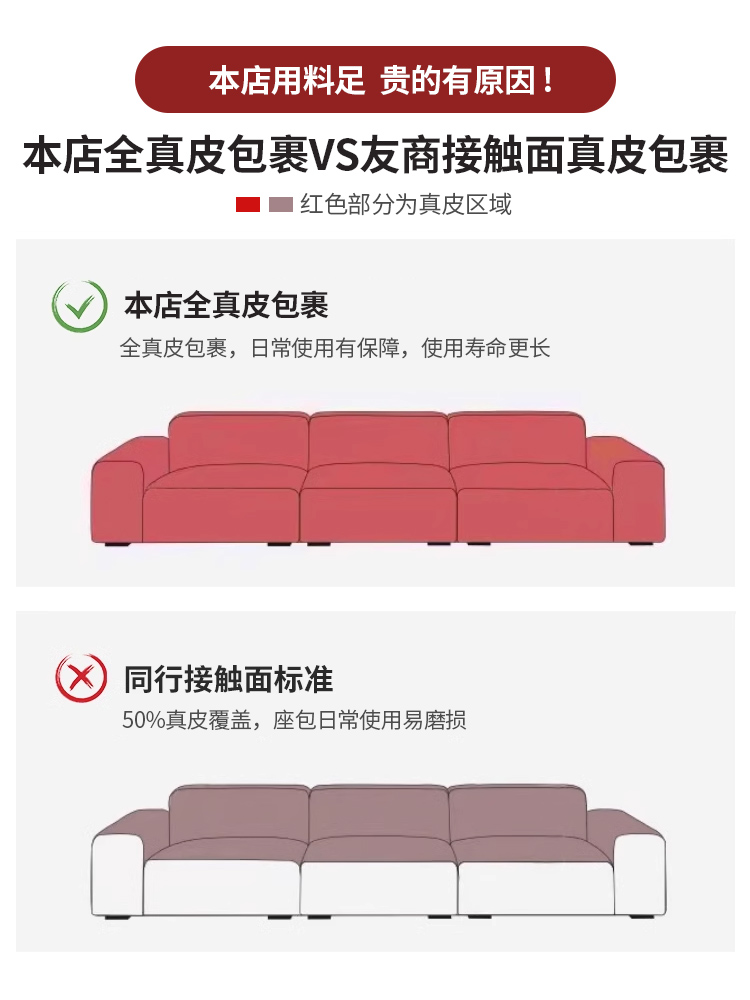 本店用料足 贵的有原因！
本店全真皮包裹VS友商接触面真皮包裹
红色部分为真皮区域
本店全真皮包裹
全真皮包裹，日常使用有保障，使用寿命更长
同行接触面标准
50%真皮覆盖，座包日常使用易磨损